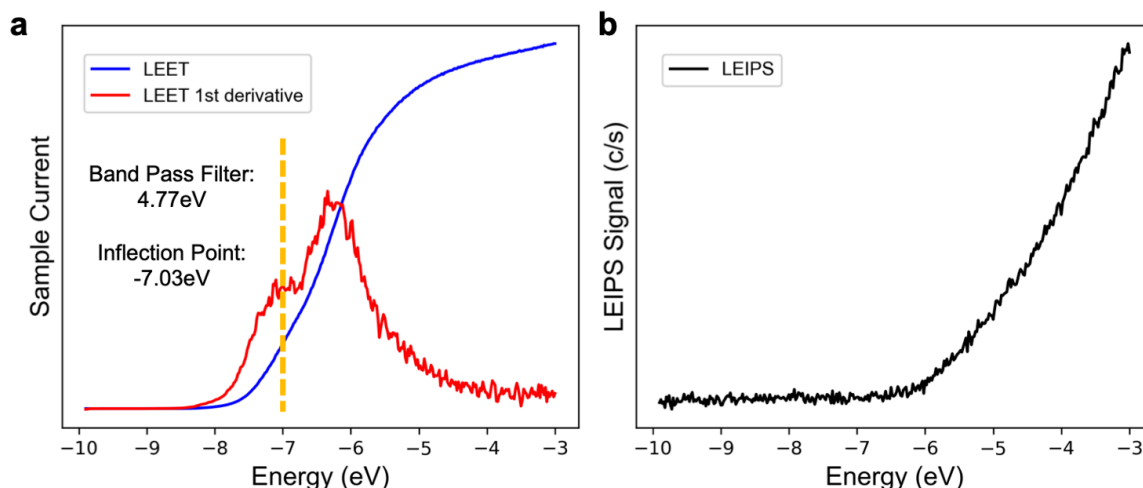 a
LEET
LEET 1st derivative
Band Pass Filter:
4.77eV
Inflection Point:
-7.03eV
Sample Current
−10 −9 −8 −7 −6 −5 −4 −3
Energy (eV)
b
LEIPS
LEIPS Signal (c/s)
−10 −9 −8 −7 −6 −5 −4 −3
Energy (eV)